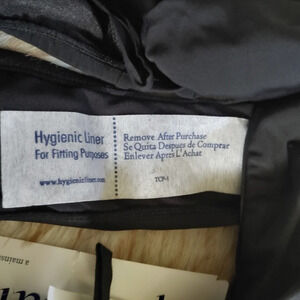 Hygienic Liner
For Fitting Purposes
www.hygienicliner.com
Remove After Purchase
Se Quita Despues de Comprar
Enlever Apres L'Achat
TCP-1
a mains